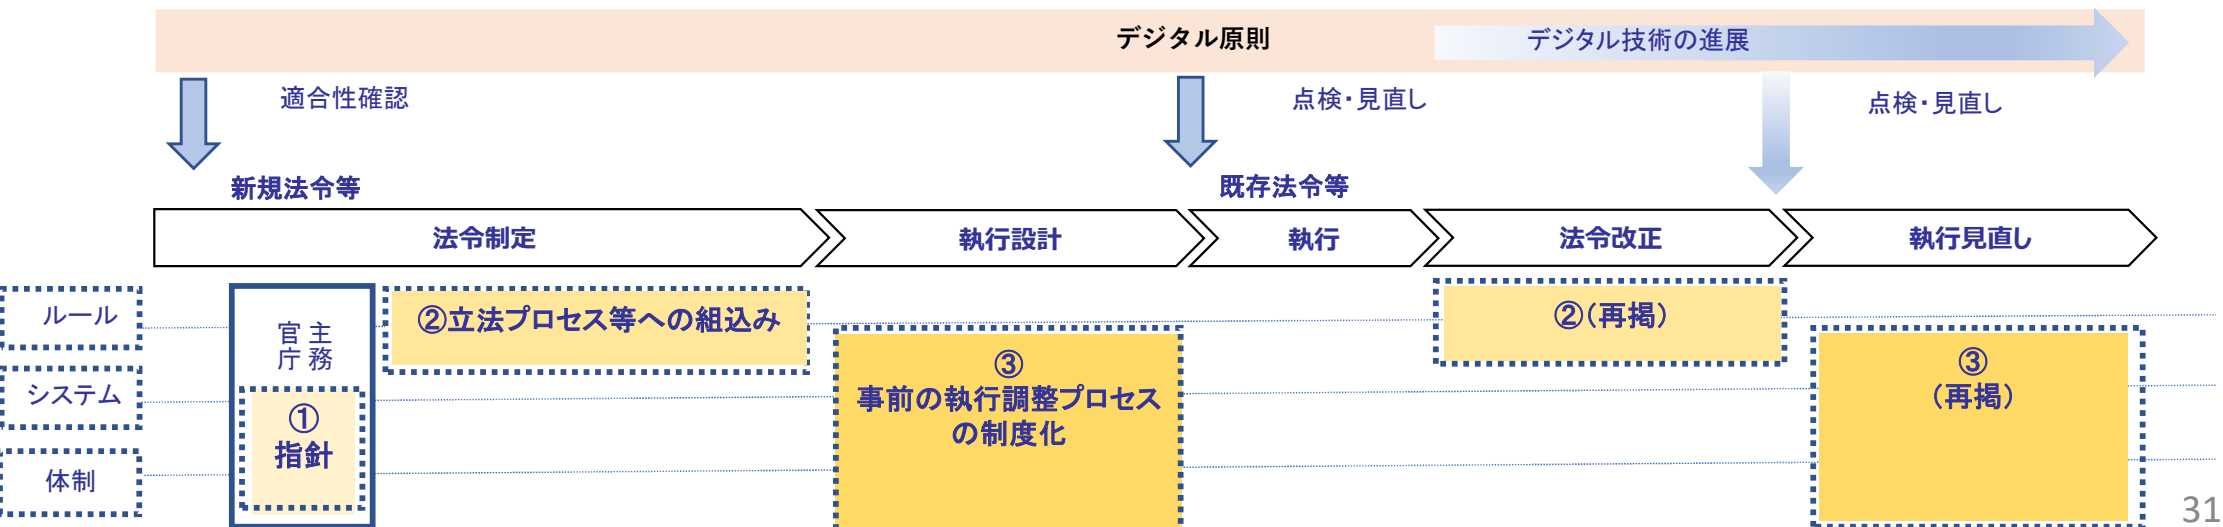 デジタル原則
デジタル技術の進展
適合性確認
点検・見直し
点検・見直し
新規法令等
既存法令等
法令制定
執行設計
執行
法令改正
執行見直し
ルール
システム
体制
主務
官庁
①
指針
②立法プロセス等への組込み
③
事前の執行調整プロセス
の制度化
②(再掲)
③
(再掲)
31